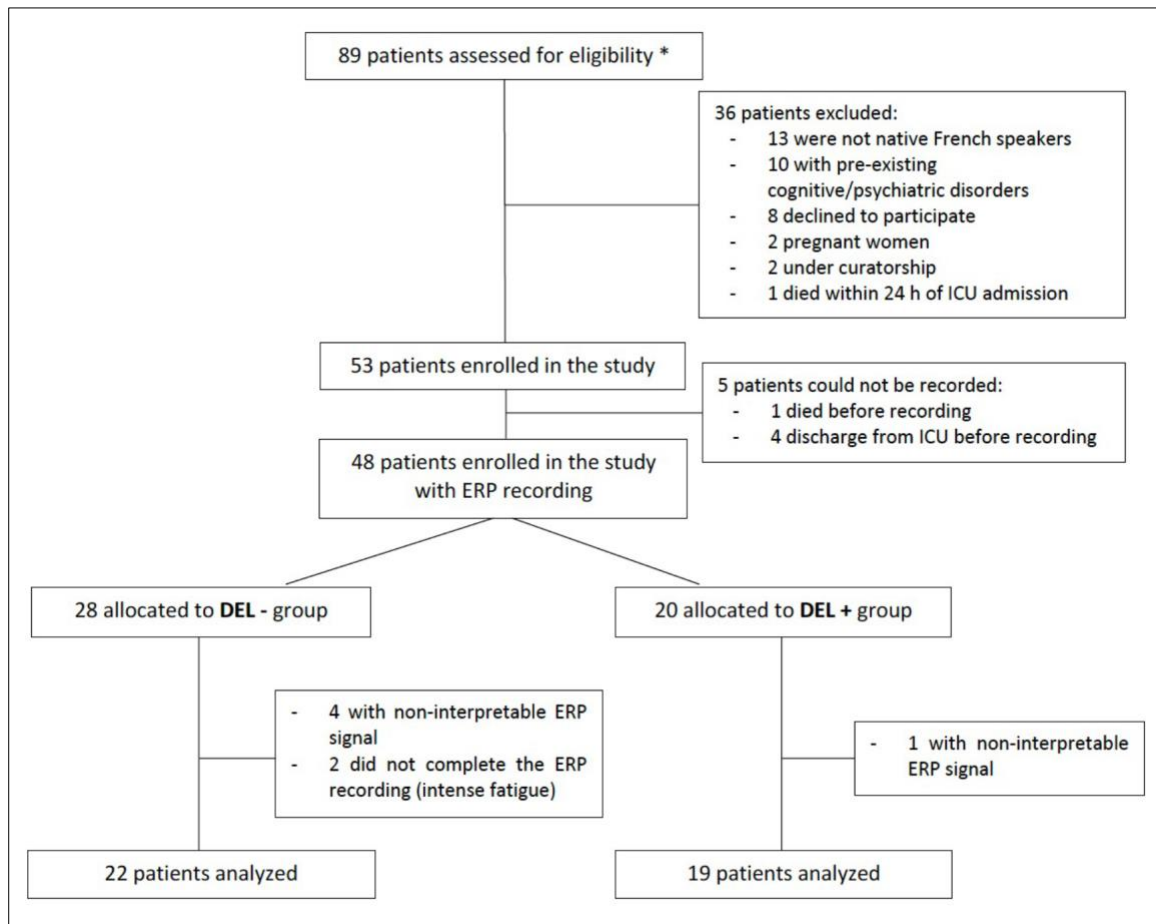 89 patients assessed for eligibility *
36 patients excluded:
- 13 were not native French speakers
- 10 with pre-existing
cognitive/psychiatric disorders
- 8 declined to participate
- 2 pregnant women
- 2 under curatorship
- 1 died within 24 h of ICU admission
53 patients enrolled in the study
5 patients could not be recorded:
- 1 died before recording
- 4 discharge from ICU before recording
48 patients enrolled in the study
with ERP recording
28 allocated to DEL - group
20 allocated to DEL + group
- 4 with non-interpretable ERP
signal
- 2 did not complete the ERP
recording (intense fatigue)
- 1 with non-interpretable
ERP signal
22 patients analyzed
19 patients analyzed